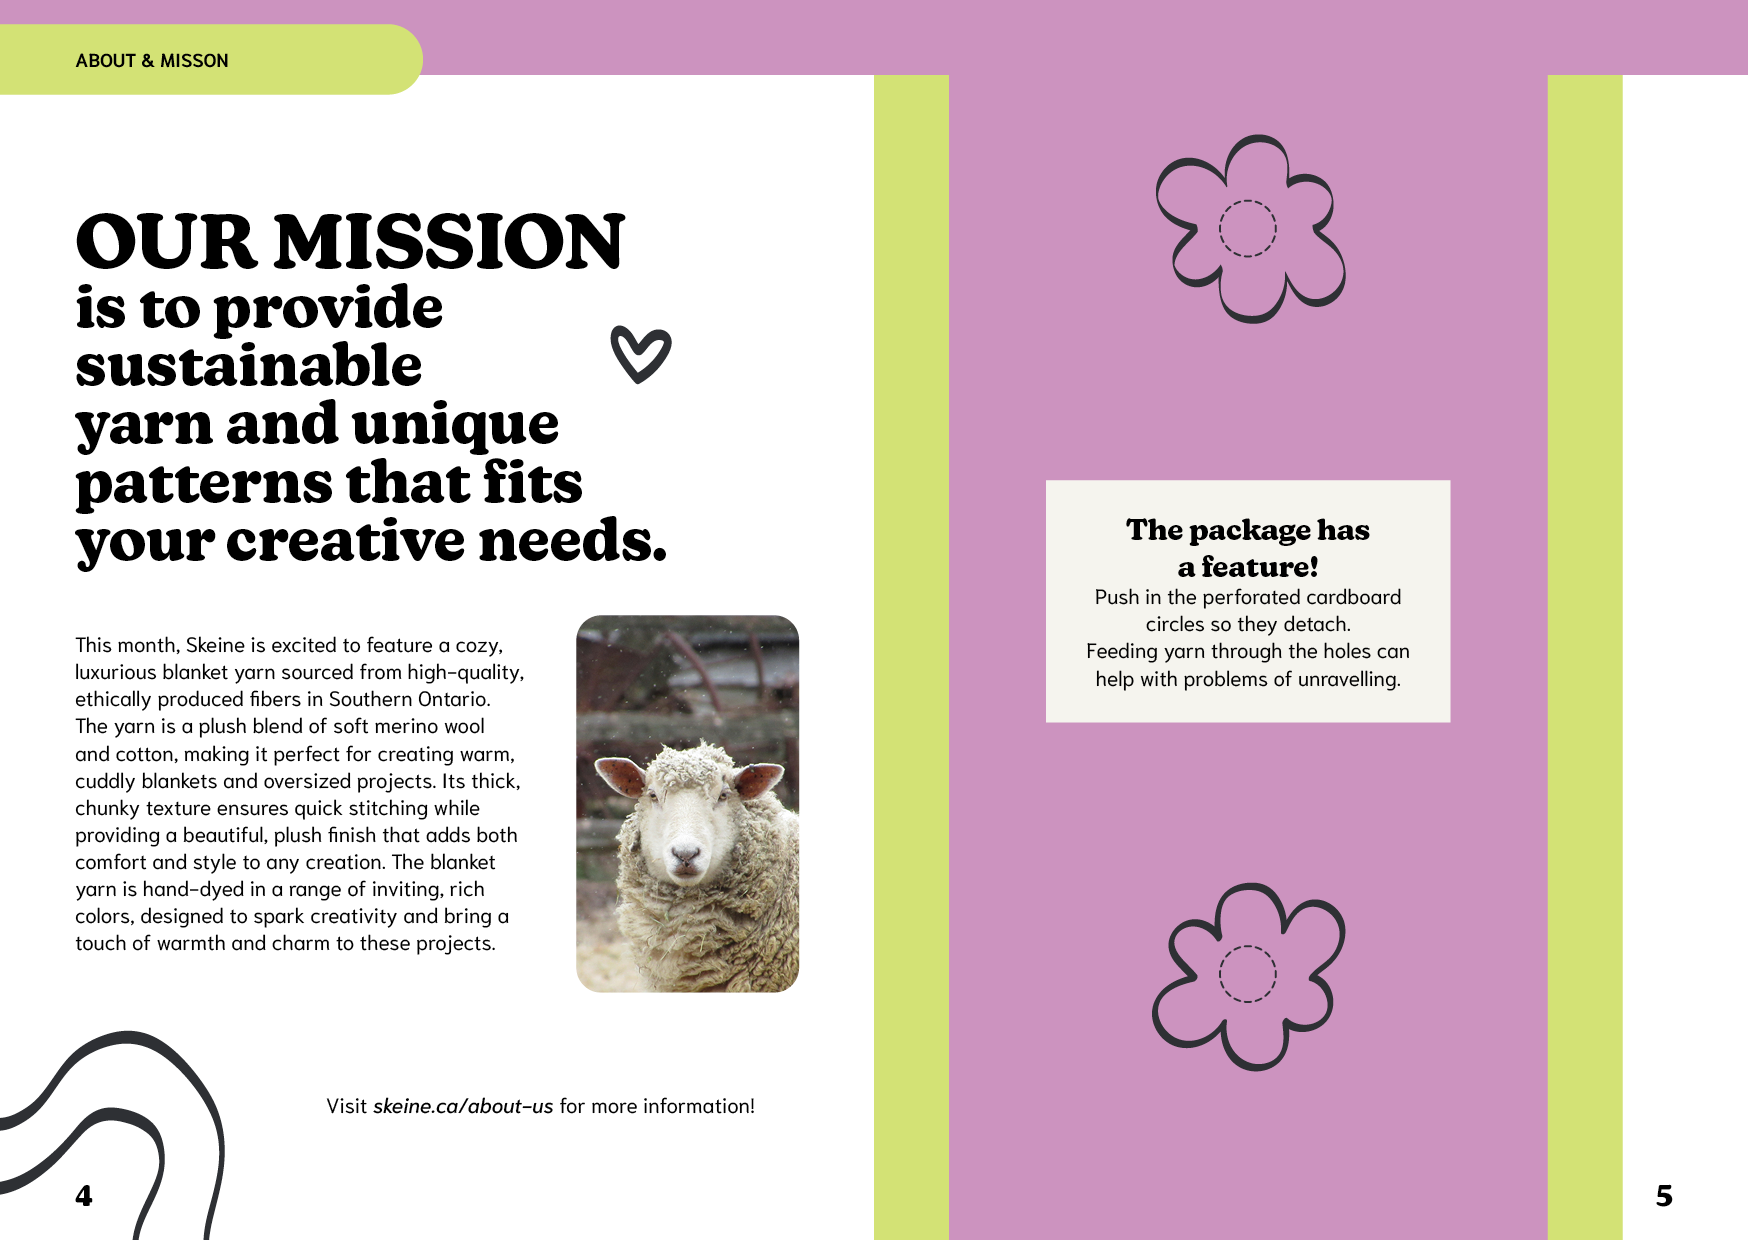 ABOUT & MISSON
OUR MISSION
is to provide
sustainable
yarn and unique
patterns that fits
your creative needs.
This month, Skeine is excited to feature a cozy,
luxurious blanket yarn sourced from high-quality,
ethically produced fibers in Southern Ontario.
The yarn is a plush blend of soft merino wool
and cotton, making it perfect for creating warm,
cuddly blankets and oversized projects. Its thick,
chunky texture ensures quick stitching while
providing a beautiful, plush finish that adds both
comfort and style to any creation. The blanket
yarn is hand-dyed in a range of inviting, rich
colors, designed to spark creativity and bring a
touch of warmth and charm to these projects.
Visit skeine.ca/about-us for more information!
4
The package has
a feature!
Push in the perforated cardboard
circles so they detach.
Feeding yarn through the holes can
help with problems of unravelling.
5